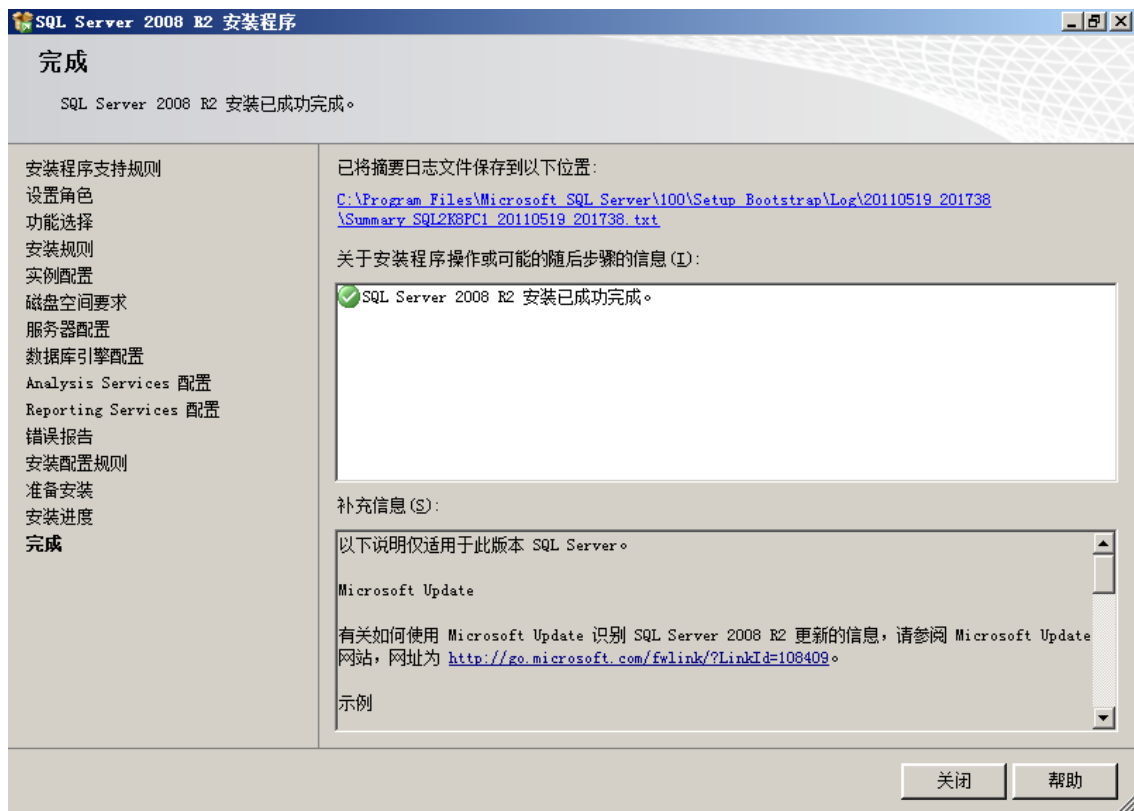 SQL Server 2008 R2 安装程序
完成
SQL Server 2008 R2 安装已成功完成。
安装程序支持规则
设置角色
功能选择
安装规则
实例配置
磁盘空间要求
服务器配置
数据库引擎配置
Analysis Services 配置
Reporting Services 配置
错误报告
安装配置规则
准备安装
安装进度
完成
已将摘要日志文件保存到以下位置:
C:\Program Files\Microsoft SQL Server\100\Setup Bootstrap\Log\20110519_201738
\Summary_SQL2K8PC1_20110519_201738.txt
关于安装程序操作或可能的随后步骤的信息(I):
SQL Server 2008 R2 安装已成功完成。
补充信息(S):
以下说明仅适用于此版本 SQL Server。
Microsoft Update
有关如何使用 Microsoft Update 识别 SQL Server 2008 R2 更新的信息，请参阅 Microsoft Update
网站，网址为 http://go.microsoft.com/fwlink/?LinkId=108409。
示例
关闭
帮助